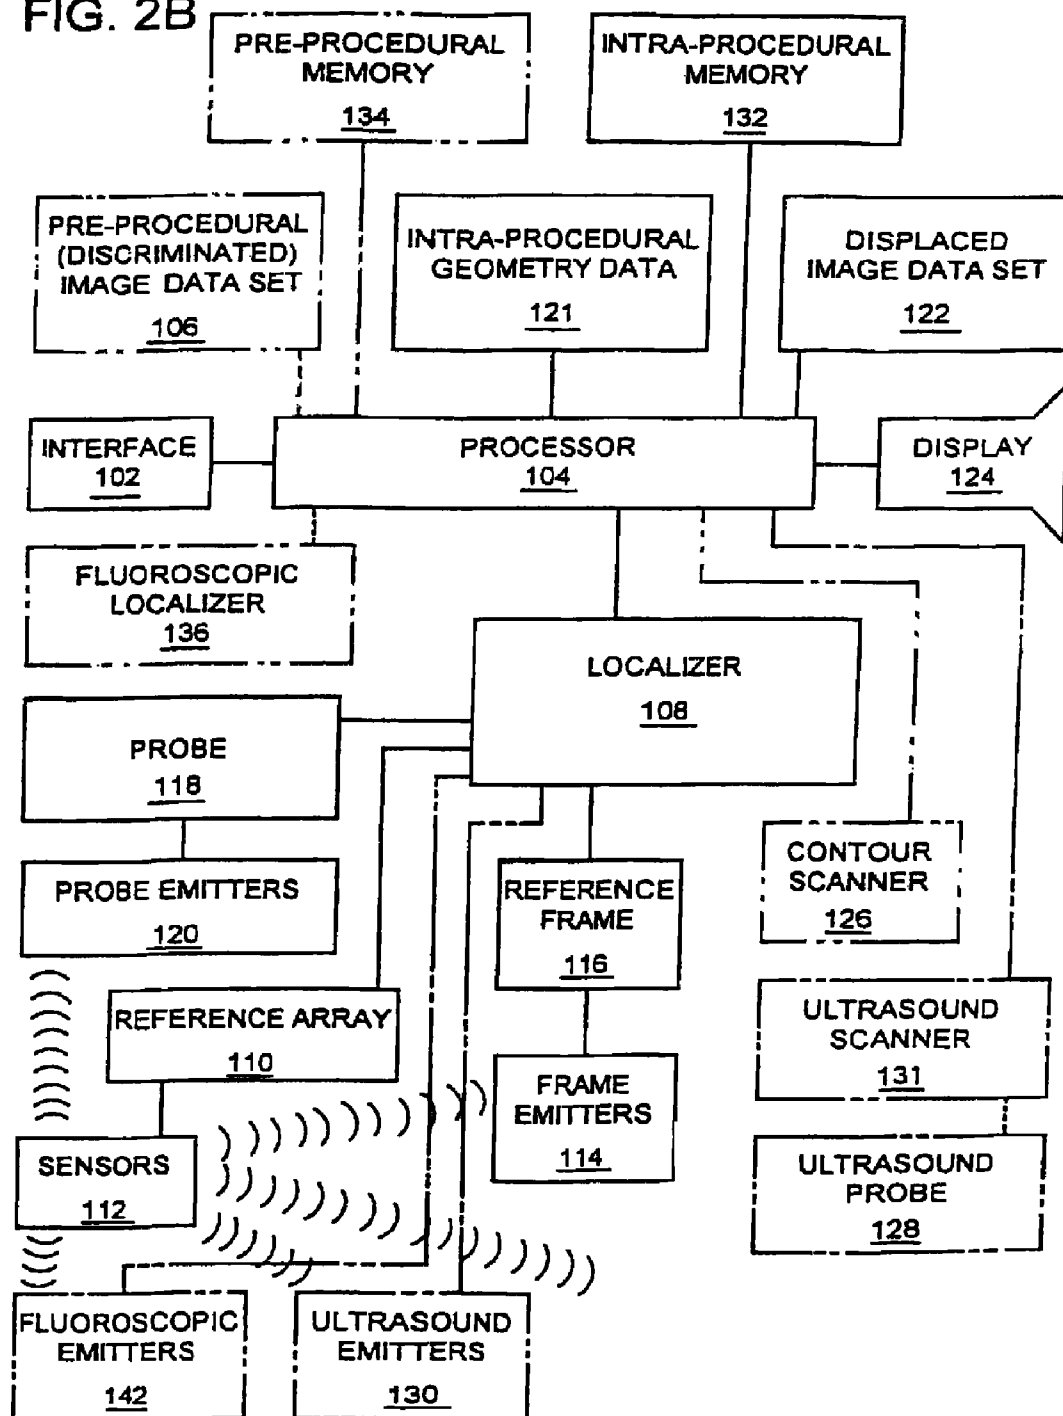 FIG. 2B
PRE-PROCEDURAL
MEMORY
134
INTRA-PROCEDURAL
MEMORY
132
PRE-PROCEDURAL
(DISCRIMINATED)
IMAGE DATA SET
106
INTRA-PROCEDURAL
GEOMETRY DATA
121
DISPLACED
IMAGE DATA SET
122
INTERFACE
102
PROCESSOR
104
DISPLAY
124
FLUOROSCOPIC
LOCALIZER
136
LOCALIZER
108
PROBE
118
CONTOUR
SCANNER
126
PROBE EMITTERS
120
REFERENCE
FRAME
116
REFERENCE ARRAY
110
ULTRASOUND
SCANNER
131
FRAME
EMITTERS
114
SENSORS
112
ULTRASOUND
PROBE
128
FLUOROSCOPIC
EMITTERS
142
ULTRASOUND
EMITTERS
130